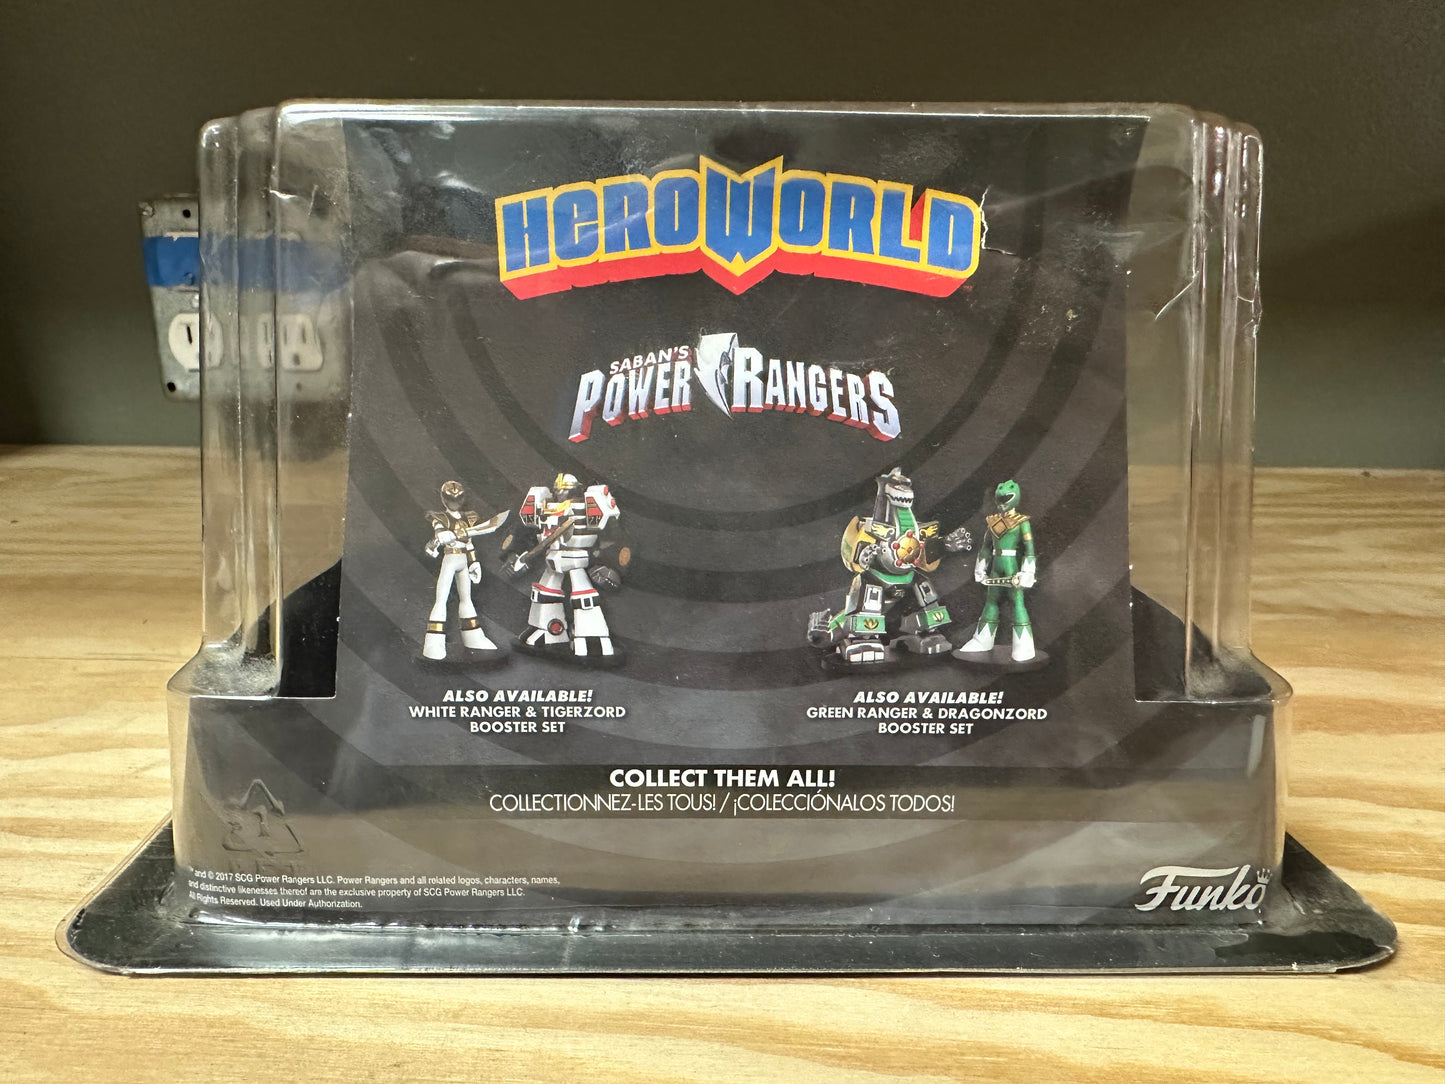 HEROWORLD
SABAN'S
POWER RANGERS
ALSO AVAILABLE!
WHITE RANGER & TIGERZORD
BOOSTER SET
ALSO AVAILABLE!
GREEN RANGER & DRAGONZORD
BOOSTER SET
COLLECT THEM ALL!
COLLECTIONNEZ-LES TOUS! / ¡COLECCIÓNALOS TODOS!
1
™ and © 2017 SCG Power Rangers LLC. Power Rangers and all related logos, characters, names,
and distinctive likenesses thereof are the exclusive property of SCG Power Rangers LLC.
All Rights Reserved. Used Under Authorization.
Funko